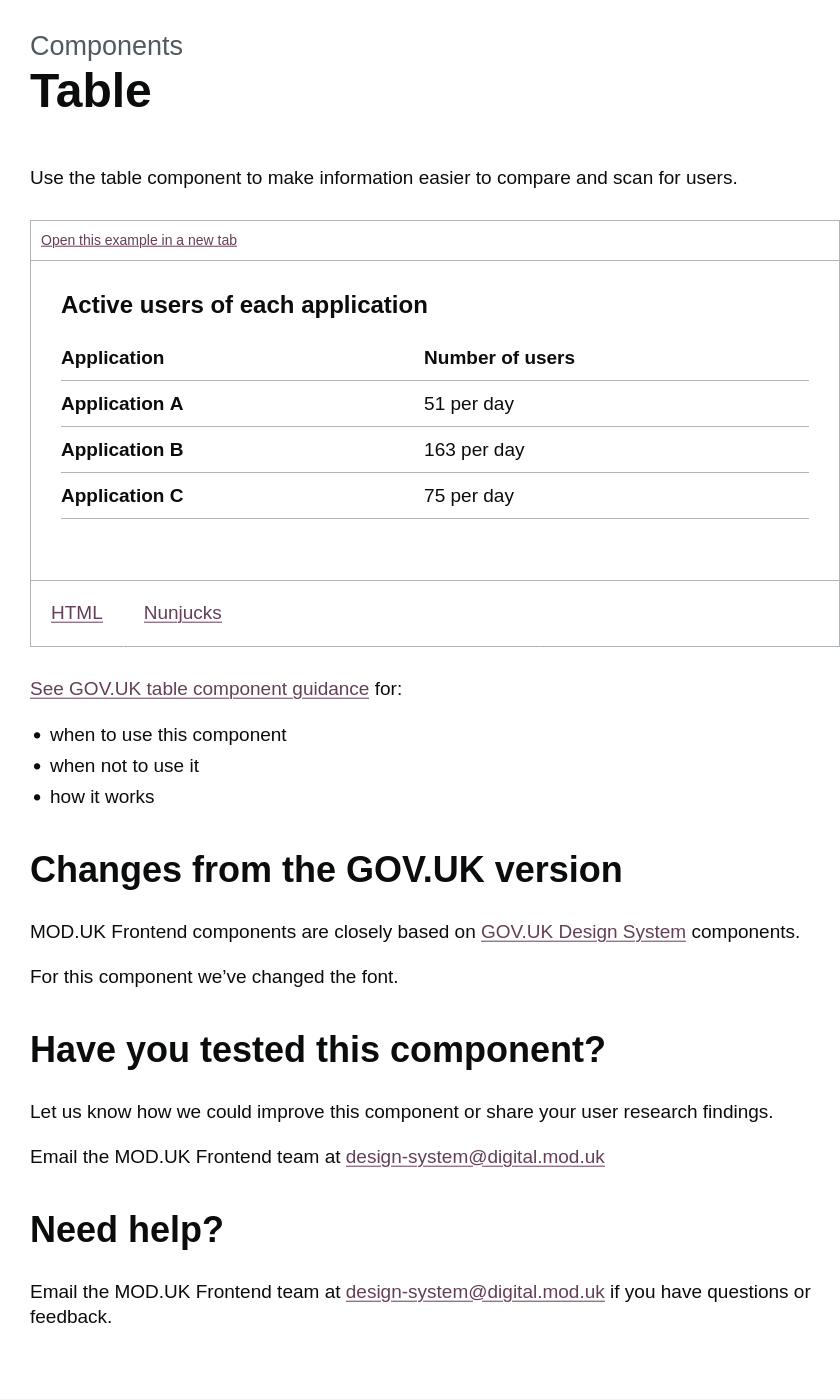 Components
Table
Use the table component to make information easier to compare and scan for users.
Open this example in a new tab
Active users of each application
Application Number of users
Application A 51 per day
Application B 163 per day
Application C 75 per day
HTML Nunjucks
See GOV.UK table component guidance for:
• when to use this component
• when not to use it
• how it works
Changes from the GOV.UK version
MOD.UK Frontend components are closely based on GOV.UK Design System components.
For this component we’ve changed the font.
Have you tested this component?
Let us know how we could improve this component or share your user research findings.
Email the MOD.UK Frontend team at design-system@digital.mod.uk
Need help?
Email the MOD.UK Frontend team at design-system@digital.mod.uk if you have questions or
feedback.